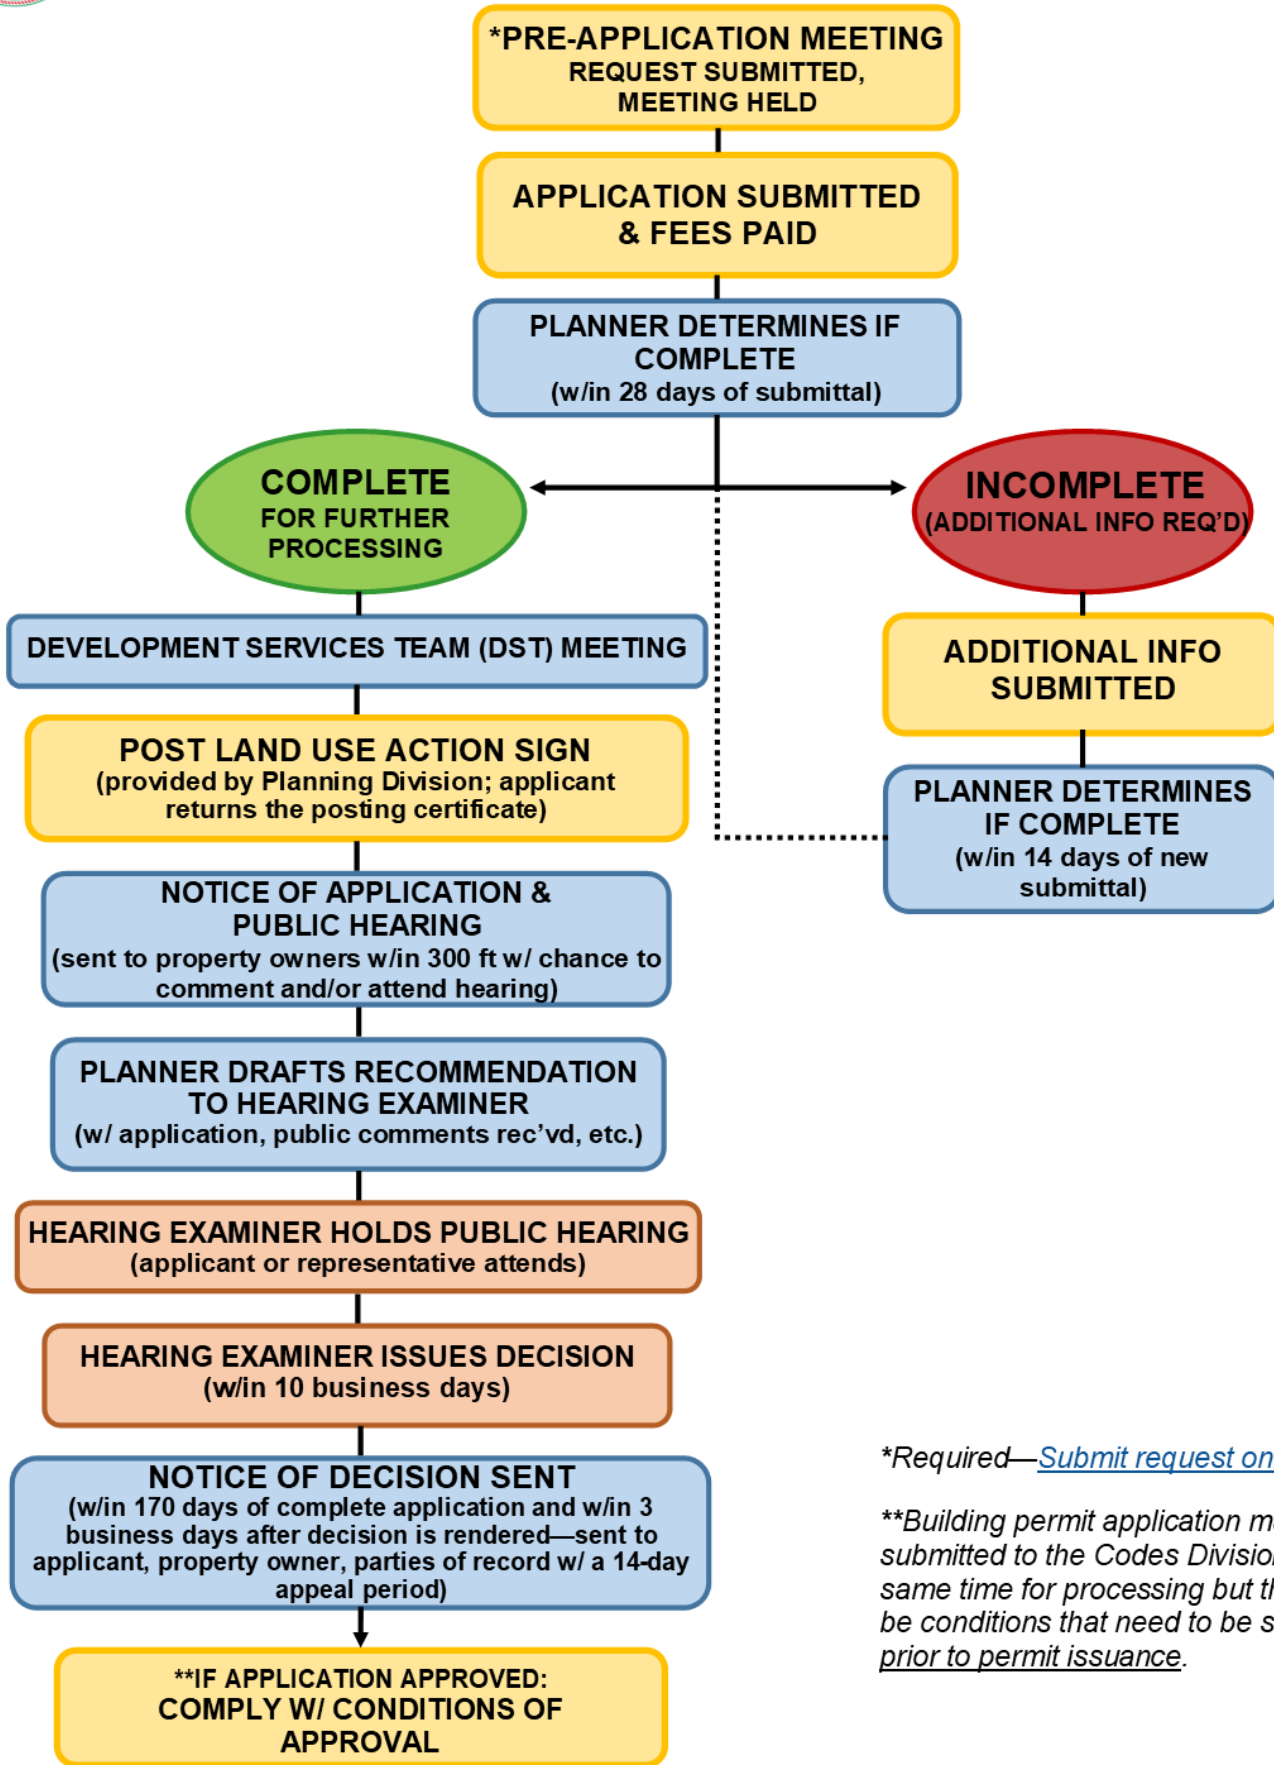 *PRE-APPLICATION MEETING
REQUEST SUBMITTED,
MEETING HELD
APPLICATION SUBMITTED
& FEES PAID
PLANNER DETERMINES IF
COMPLETE
(w/in 28 days of submittal)
COMPLETE
FOR FURTHER
PROCESSING
INCOMPLETE
(ADDITIONAL INFO REQ’D)
DEVELOPMENT SERVICES TEAM (DST) MEETING
ADDITIONAL INFO
SUBMITTED
POST LAND USE ACTION SIGN
(provided by Planning Division; applicant
returns the posting certificate)
PLANNER DETERMINES
IF COMPLETE
(w/in 14 days of new
submittal)
NOTICE OF APPLICATION &
PUBLIC HEARING
(sent to property owners w/in 300 ft w/ chance to
comment and/or attend hearing)
PLANNER DRAFTS RECOMMENDATION
TO HEARING EXAMINER
(w/ application, public comments rec’vd, etc.)
HEARING EXAMINER HOLDS PUBLIC HEARING
(applicant or representative attends)
HEARING EXAMINER ISSUES DECISION
(w/in 10 business days)
NOTICE OF DECISION SENT
(w/in 170 days of complete application and w/in 3
business days after decision is rendered—sent to
applicant, property owner, parties of record w/ a 14-day
appeal period)
**IF APPLICATION APPROVED:
COMPLY W/ CONDITIONS OF
APPROVAL
*Required—Submit request on
**Building permit application
submitted to the Codes Division
same time for processing but
be conditions that need to be
prior to permit issuance.